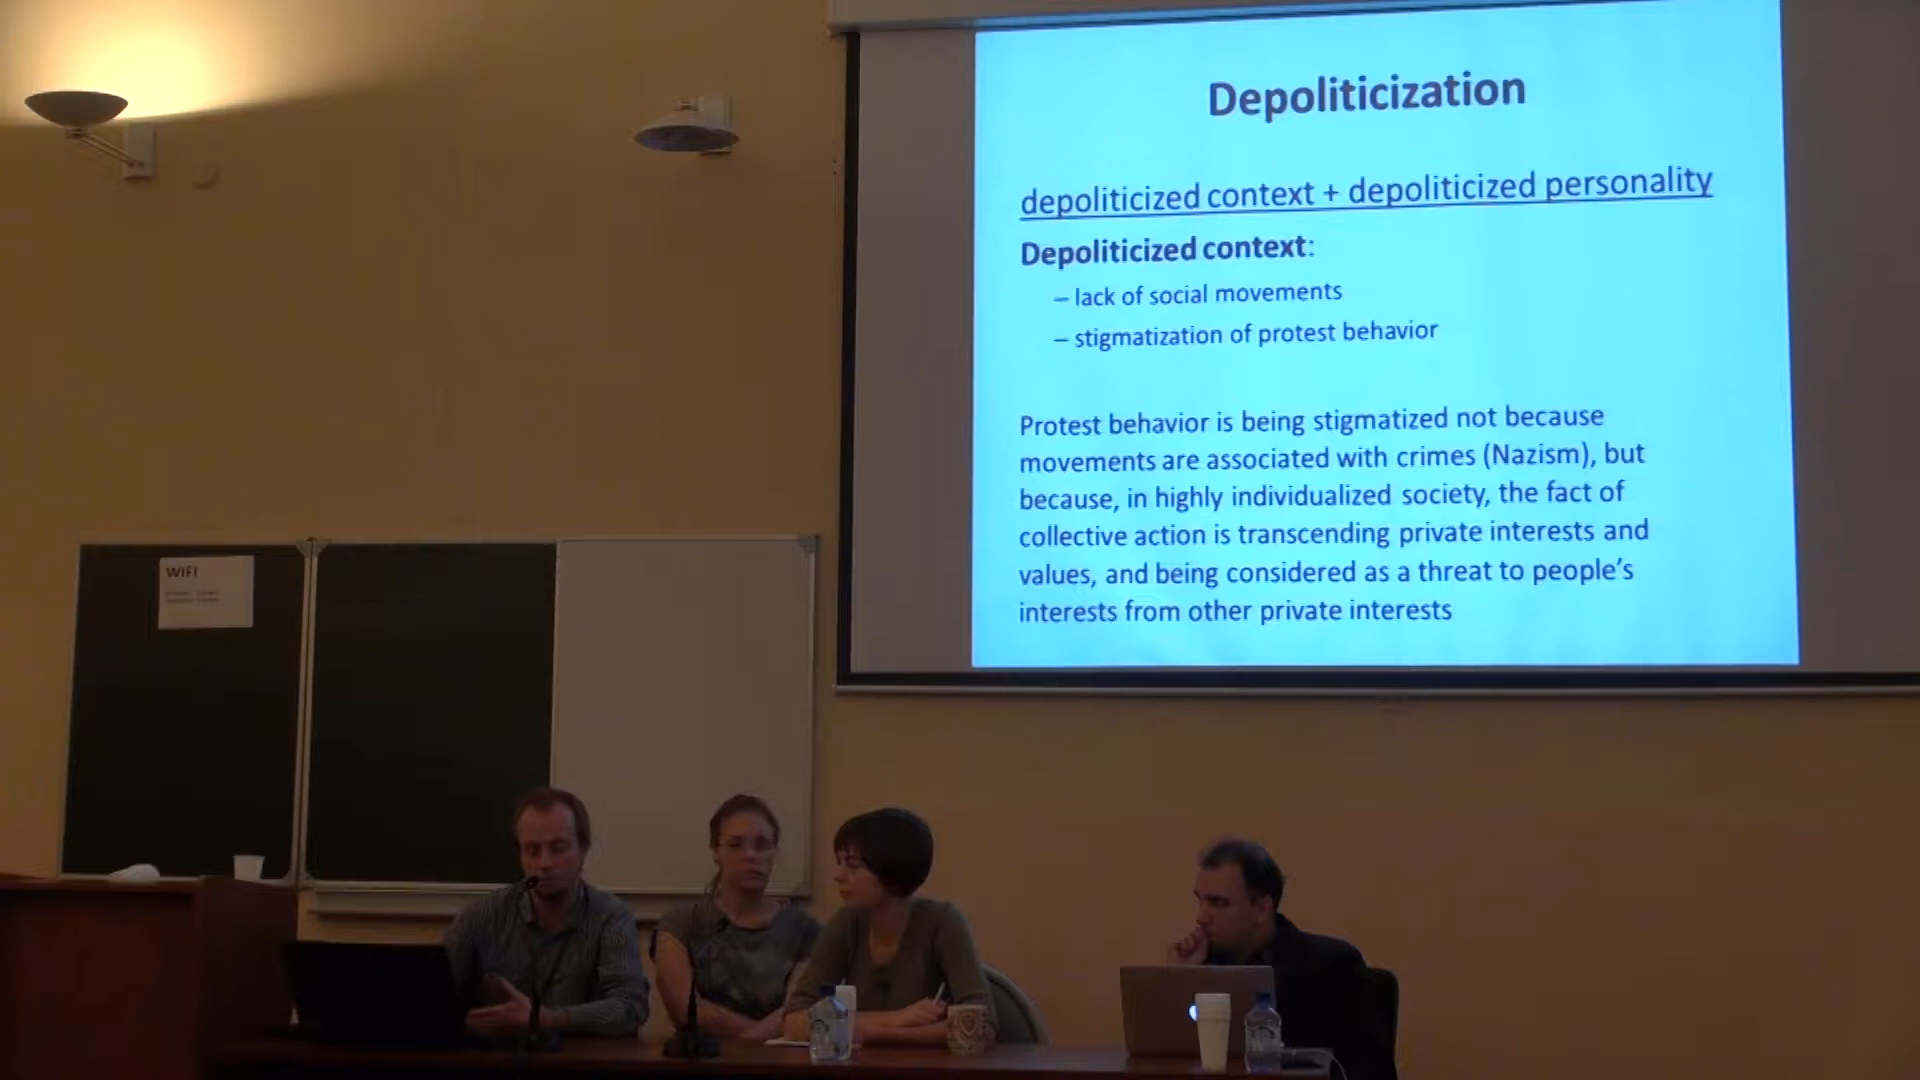 Depoliticization
depoliticized context + depoliticized personality
Depoliticized context:
– lack of social movements
– stigmatization of protest behavior
Protest behavior is being stigmatized not because
movements are associated with crimes (Nazism), but
because, in highly individualized society, the fact of
collective action is transcending private interests and
values, and being considered as a threat to people's
interests from other private interests
WIFI